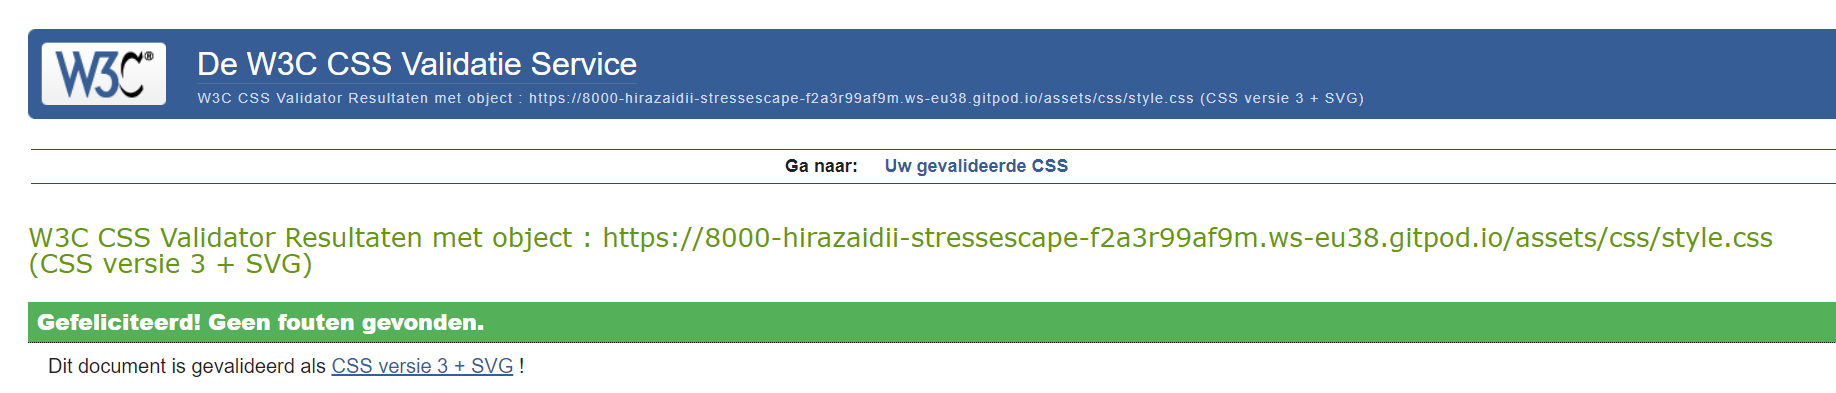 W3C®
De W3C CSS Validatie Service
W3C CSS Validator Resultaten met object : https://8000-hirazaidii-stressescape-f2a3r99af9m.ws-eu38.gitpod.io/assets/css/style.css (CSS versie 3 + SVG)
Ga naar: Uw gevalideerde CSS
W3C CSS Validator Resultaten met object : https://8000-hirazaidii-stressescape-f2a3r99af9m.ws-eu38.gitpod.io/assets/css/style.css
(CSS versie 3 + SVG)
Gefeliciteerd! Geen fouten gevonden.
Dit document is gevalideerd als CSS versie 3 + SVG !